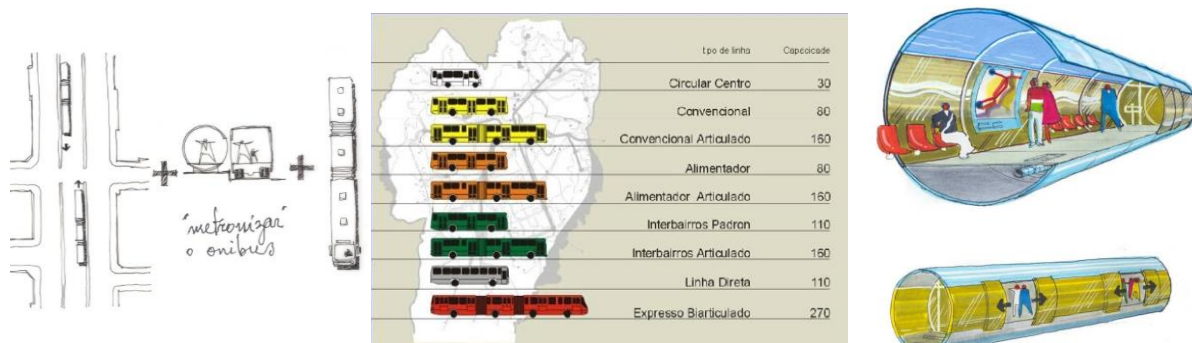 "metronizar"
o onibus
tipo de linha Capacidade
Circular Centro 30
Convencional 80
Convencional Articulado 160
Alimentador 80
Alimentador Articulado 160
Interbairros Padron 110
Interbairros Articulado 160
Linha Direta 110
Expresso Biarticulado 270